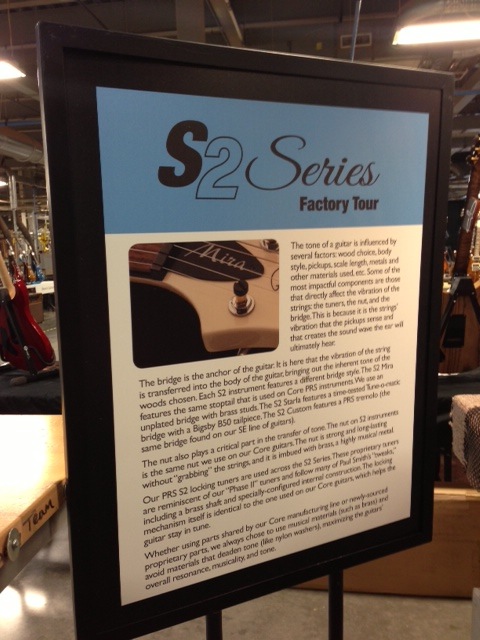 S2 Series
Factory Tour
Mira
The tone of a guitar is influenced by
several factors: wood choice, body
style, pickups, scale length, metals and
other materials used, etc. Some of the
most impactful components are those
that directly affect the vibration of the
strings: the tuners, the nut, and the
bridge. This is because it is the strings'
vibration that the pickups sense and
that creates the sound wave the ear will
ultimately hear.
The bridge is the anchor of the guitar. It is here that the vibration of the string
is transferred into the body of the guitar, bringing out the inherent tone of the
woods chosen. Each S2 instrument features a different bridge style. The S2 Mira
features the same stoptail that is used on Core PRS instruments. We use an
unplated bridge with brass studs. The S2 Starla features a time-tested Tune-o-matic
bridge with a Bigsby B50 tailpiece. The S2 Custom features a PRS tremolo (the
same bridge found on our SE line of guitars).
The nut also plays a critical part in the transfer of tone. The nut on S2 instruments
is the same nut we use on our Core guitars. The nut is strong and long-lasting
without "grabbing" the strings, and it is imbued with brass, a highly musical metal.
Our PRS S2 locking tuners are used across the S2 Series. These proprietary tuners
are reminiscent of our "Phase II" tuners and follow many of Paul Smith's "tweaks,"
including a brass shaft and specially-configured internal construction. The locking
mechanism itself is identical to the one used on our Core guitars, which helps the
guitar stay in tune.
Whether using parts shared by our Core manufacturing line or newly-sourced
proprietary parts, we always chose to use musical materials (such as brass) and
avoid materials that deaden tone (like nylon washers), maximizing the guitars'
overall resonance, musicality, and tone.
Team